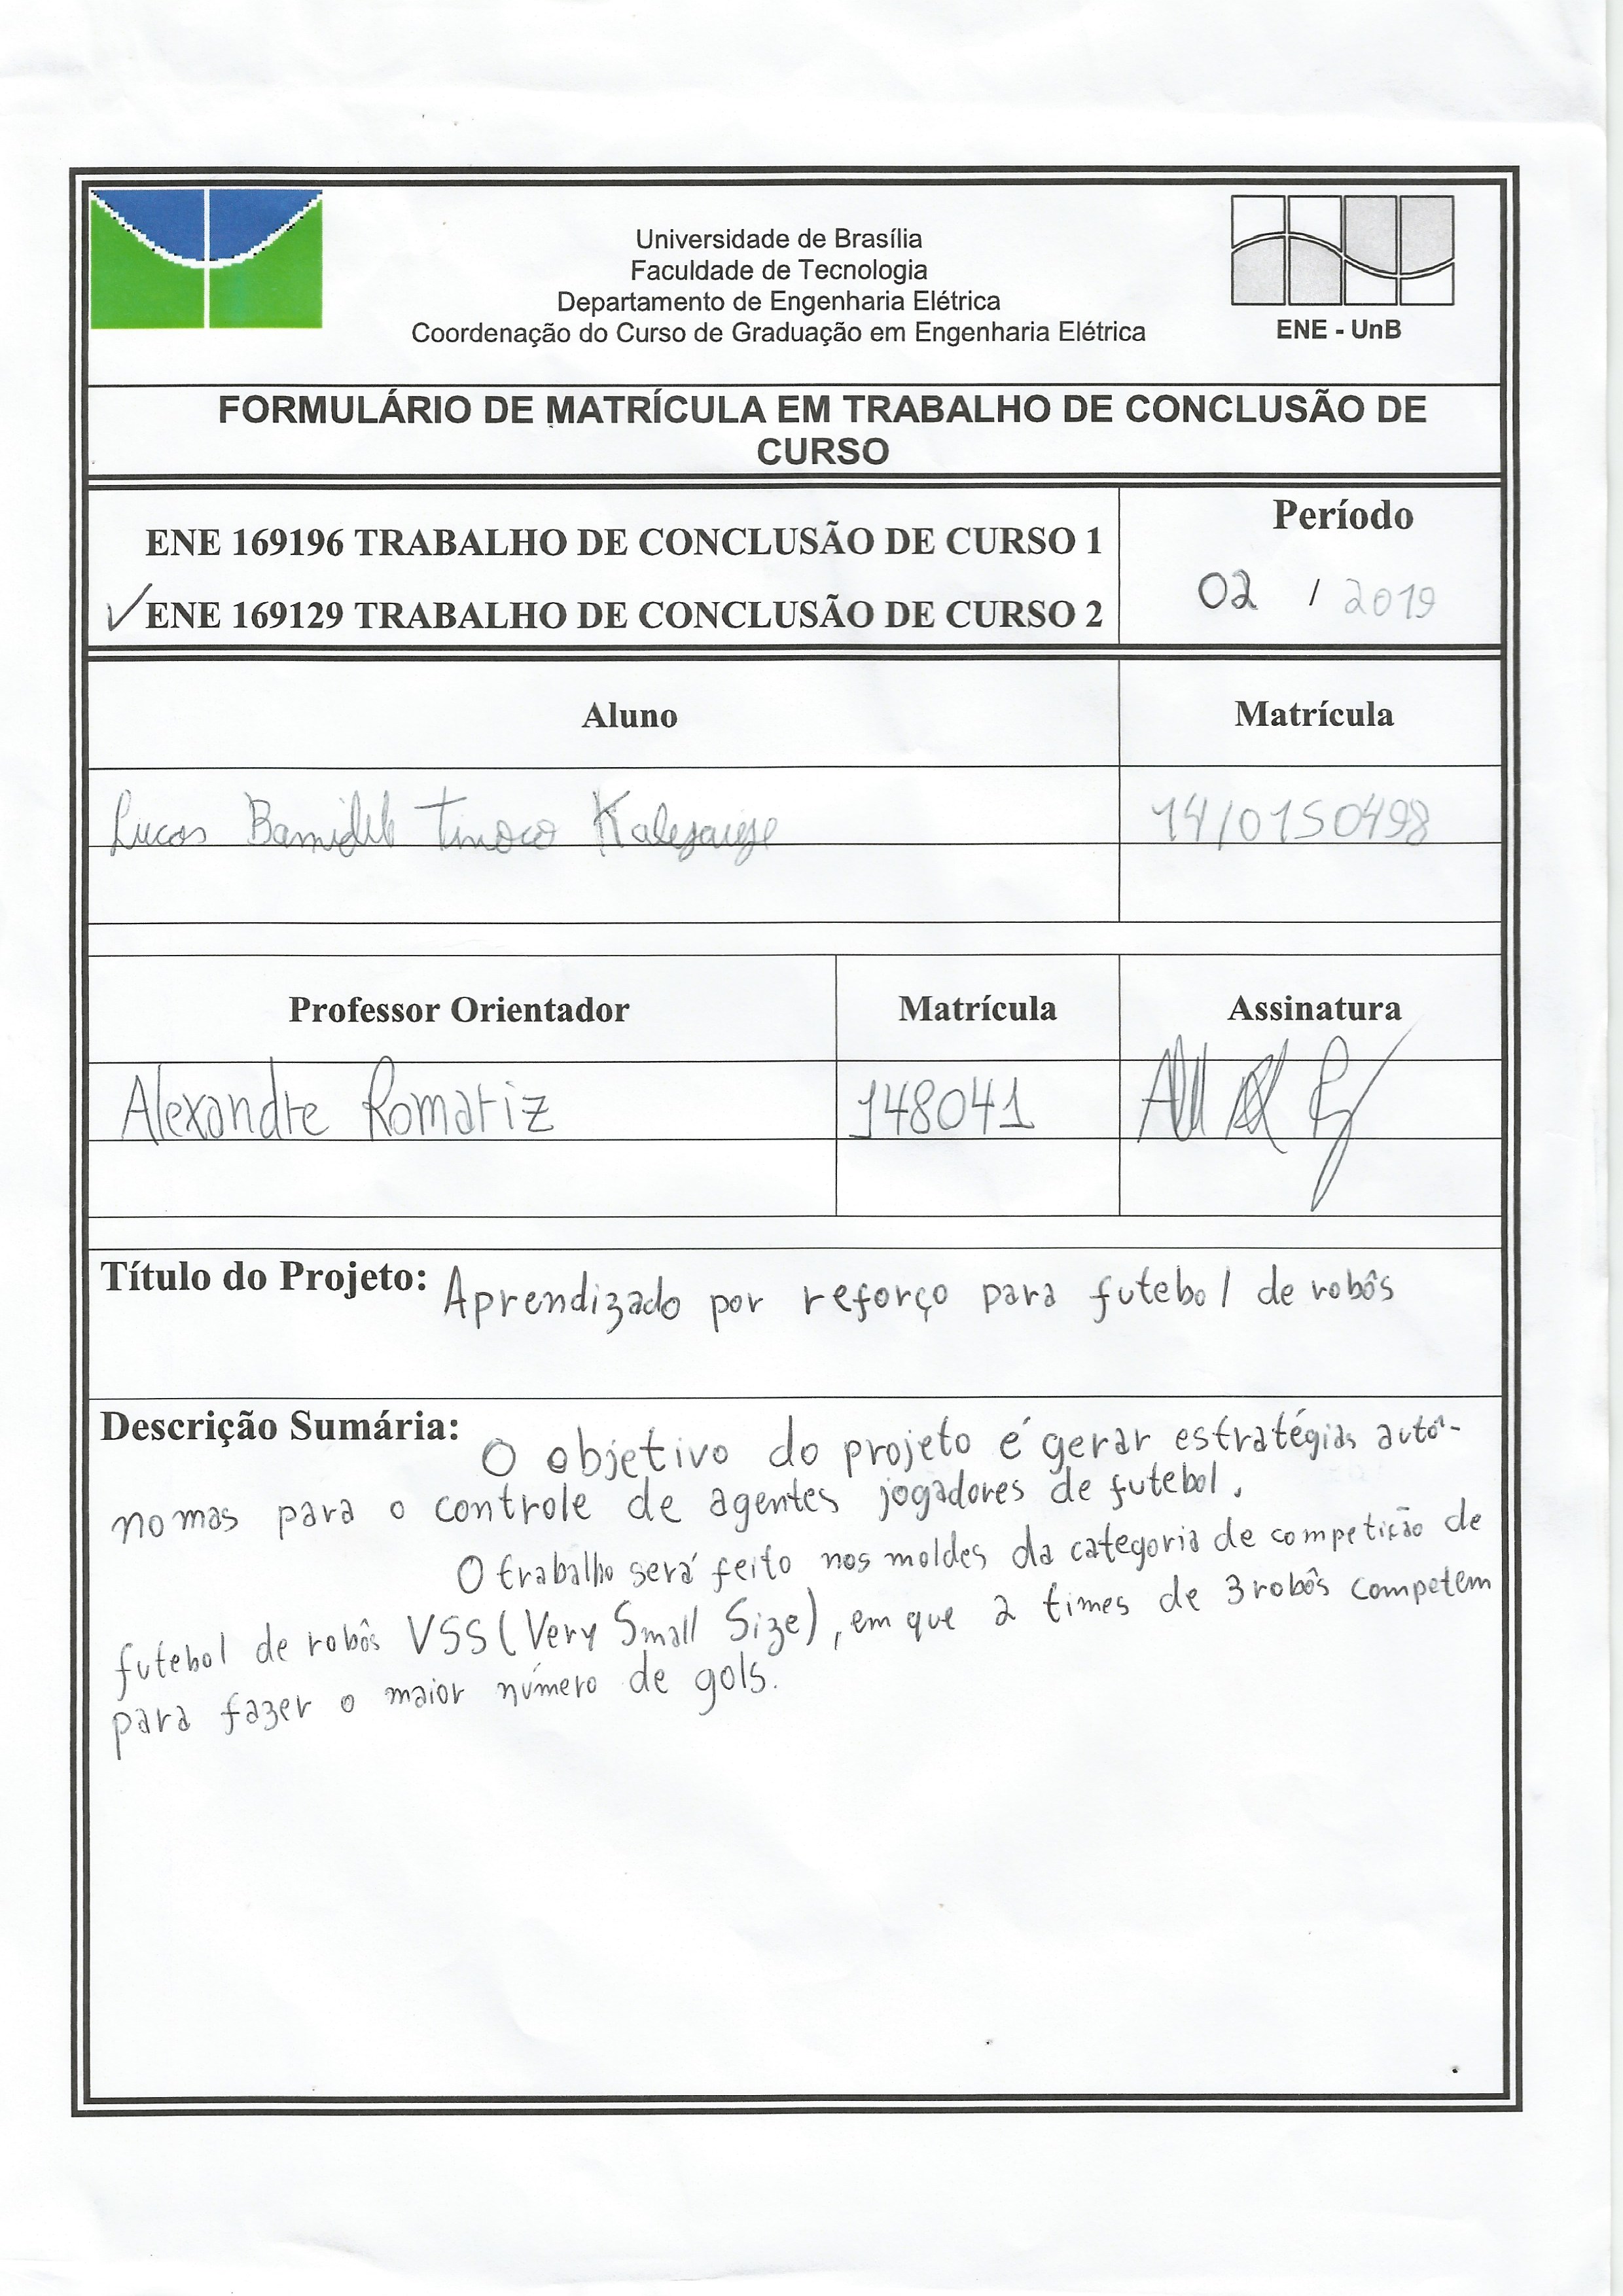 Universidade de Brasília
Faculdade de Tecnologia
Departamento de Engenharia Elétrica
Coordenação do Curso de Graduação em Engenharia Elétrica
ENE - UnB
FORMULÁRIO DE MATRÍCULA EM TRABALHO DE CONCLUSÃO DE
CURSO
ENE 169196 TRABALHO DE CONCLUSÃO DE CURSO 1
✓ENE 169129 TRABALHO DE CONCLUSÃO DE CURSO 2
Período
02 / 2019
Aluno Matrícula
Lucas Tinoco 14/0150498
Professor Orientador Matrícula Assinatura
Alexandre Romariz 148041
Título do Projeto: Aprendizado por reforço para futebol de robôs
Descrição Sumária: O objetivo do projeto é gerar estratégias autô-
nomas para o controle de agentes jogadores de futebol.
O trabalho será feito nos moldes da categoria de competição de
futebol de robôs VSS (Very Small Size), em que 2 times de 3 robôs competem
para fazer o maior número de gols.